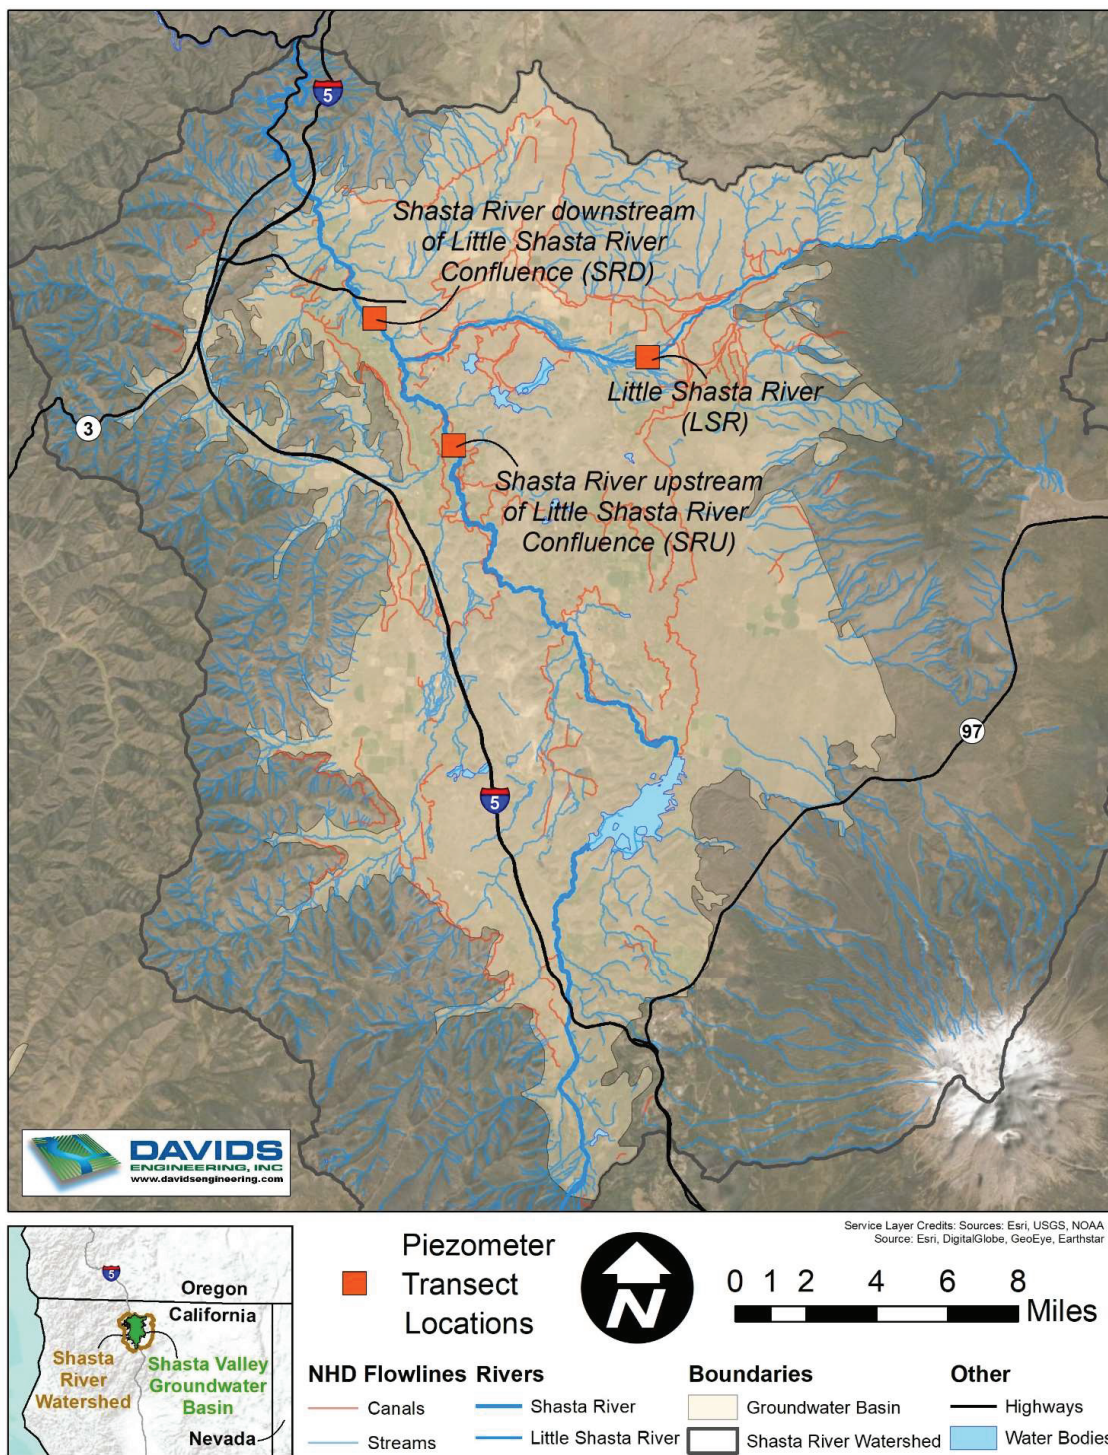 5
Shasta River downstream
of Little Shasta River
Confluence (SRD)
Little Shasta River
(LSR)
3
Shasta River upstream
of Little Shasta River
Confluence (SRU)
97
5
DAVIDS
ENGINEERING, INC
www.davidsengineering.com
Service Layer Credits: Sources: Esri, USGS, NOAA
Source: Esri, DigitalGlobe, GeoEye, Earthstar
5
Oregon
California
Shasta
River
Watershed
Shasta Valley
Groundwater
Basin
Nevada
Piezometer
Transect
Locations
N
0 1 2 4 6 8
Miles
NHD Flowlines
Canals
Streams
Rivers
Shasta River
Little Shasta River
Boundaries
Groundwater Basin
Shasta River Watershed
Other
Highways
Water Bodies